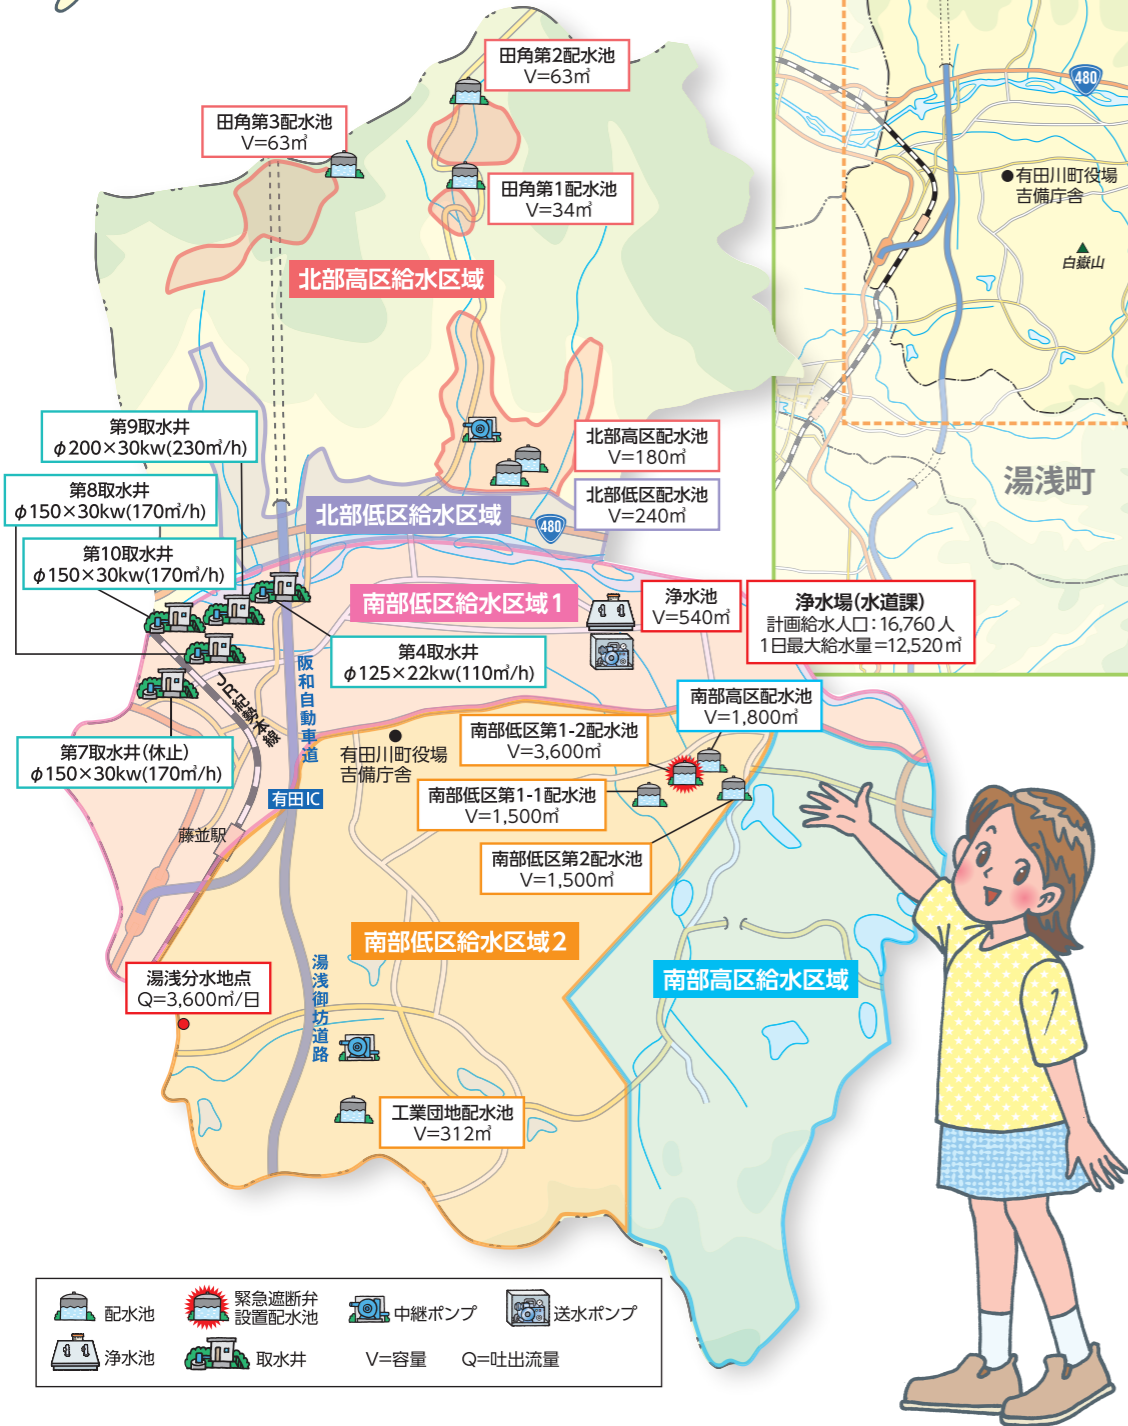 田角第2配水池
V=63㎥
田角第3配水池
V=63㎥
田角第1配水池
V=34㎥
北部高区給水区域
480
有田川町役場
吉備庁舎
白嶽山
湯浅町
第9取水井
φ200×30kw(230㎥/h)
第8取水井
φ150×30kw(170㎥/h)
第10取水井
φ150×30kw(170㎥/h)
北部高区配水池
V=180㎥
北部低区配水池
V=240㎥
北部低区給水区域
480
南部低区給水区域1
浄水池
V=540㎥
浄水場(水道課)
計画給水人口：16,760人
1日最大給水量=12,520㎥
第4取水井
φ125×22kw(110㎥/h)
第7取水井(休止)
φ150×30kw(170㎥/h)
JR紀勢本線
阪和自動車道
有田川町役場
吉備庁舎
有田IC
藤並駅
南部高区配水池
V=1,800㎥
南部低区第1-2配水池
V=3,600㎥
南部低区第1-1配水池
V=1,500㎥
南部低区第2配水池
V=1,500㎥
南部低区給水区域2
南部高区給水区域
湯浅分水地点
Q=3,600㎥/日
湯浅御坊道路
工業団地配水池
V=312㎥
配水池
緊急遮断弁
設置配水池
中継ポンプ
送水ポンプ
浄水池
取水井
V=容量
Q=吐出流量